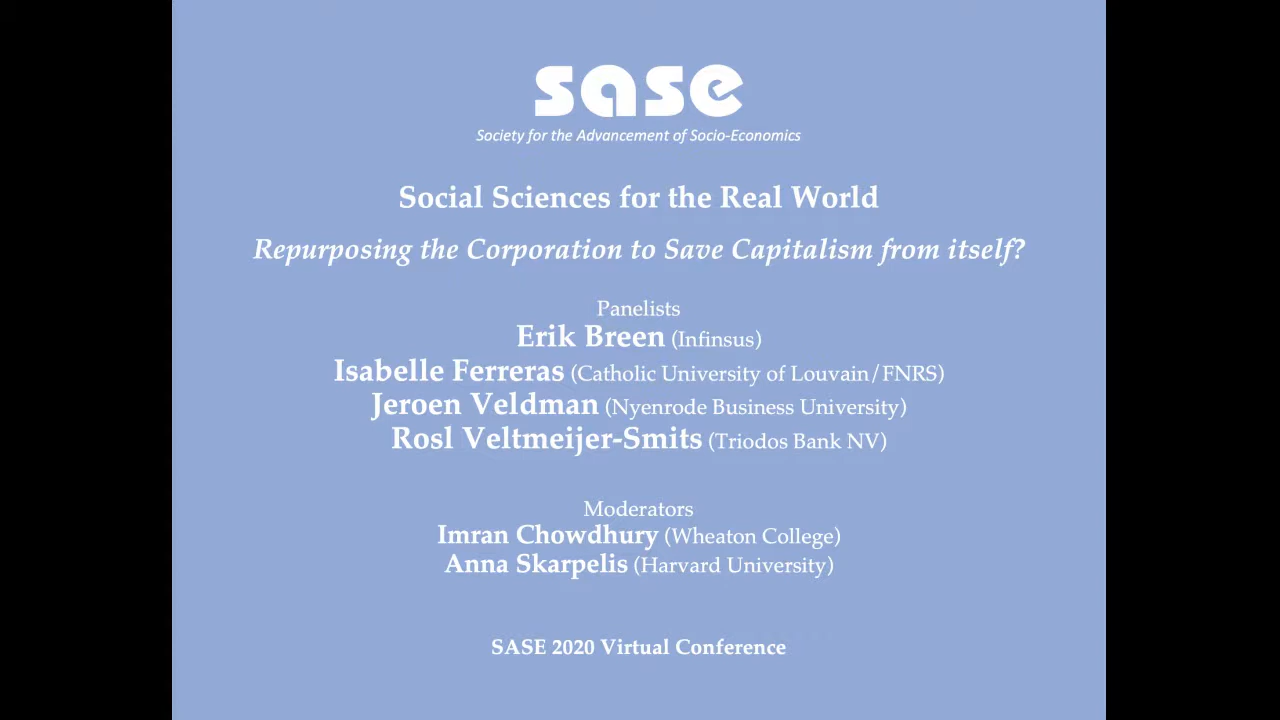 sase
Society for the Advancement of Socio-Economics
Social Sciences for the Real World
Repurposing the Corporation to Save Capitalism from itself?
Panelists
Erik Breen (Infinsus)
Isabelle Ferreras (Catholic University of Louvain/FNRS)
Jeroen Veldman (Nyenrode Business University)
Rosl Veltmeijer-Smits (Triodos Bank NV)
Moderators
Imran Chowdhury (Wheaton College)
Anna Skarpelis (Harvard University)
SASE 2020 Virtual Conference